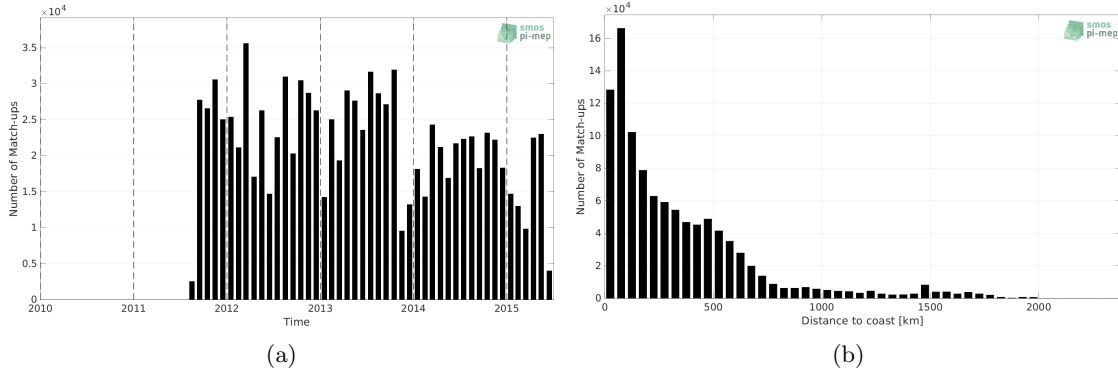 ×10⁴
smos
pi-mep
3.5
3
2.5
2
1.5
1
0.5
0
Number of Match-ups
2010 2011 2012 2013 2014 2015
Time
(a)
×10⁴
smos
pi-mep
16
14
12
10
8
6
4
2
0
Number of Match-ups
0 500 1000 1500 2000
Distance to coast [km]
(b)